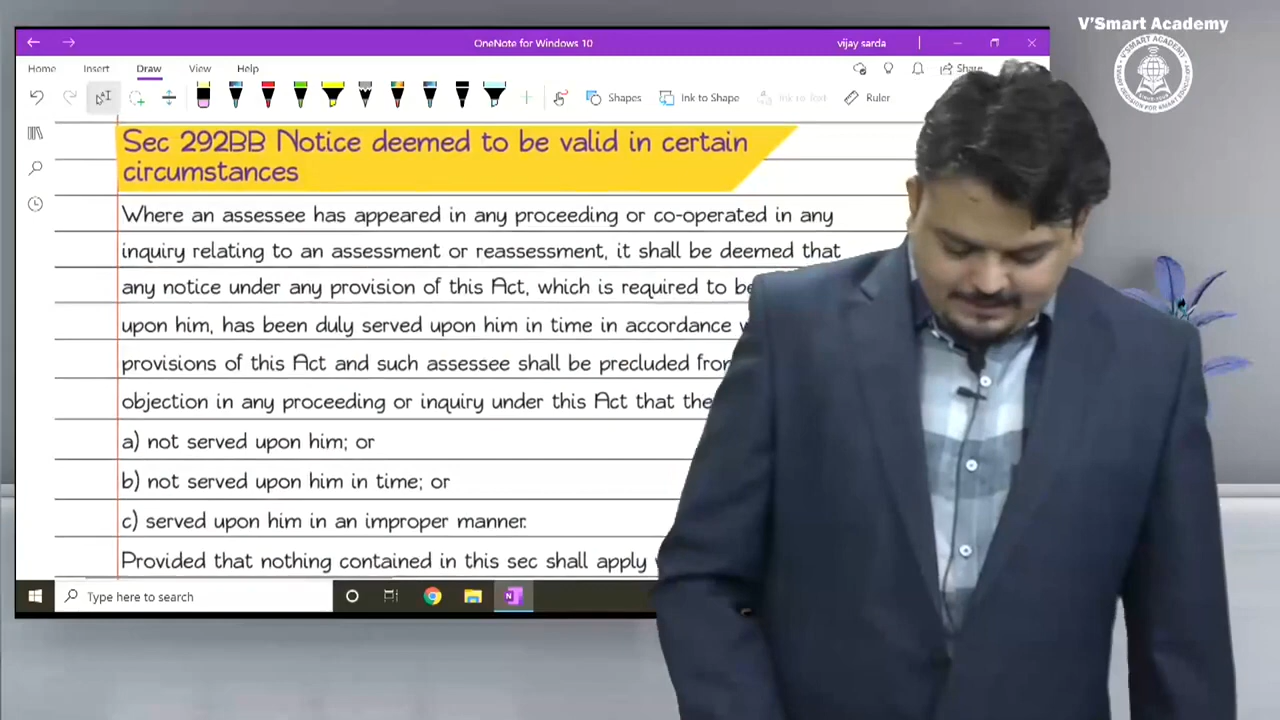 V'Smart Academy
OneNote for Windows 10
vijay sarda
Home
Insert
Draw
View
Help
Share
Shapes
Ink to Shape
Ink to Text
Ruler
Sec 292BB Notice deemed to be valid in certain
circumstances
Where an assessee has appeared in any proceeding or co-operated in any
inquiry relating to an assessment or reassessment, it shall be deemed that
any notice under any provision of this Act, which is required to be
upon him, has been duly served upon him in time in accordance
provisions of this Act and such assessee shall be precluded
objection in any proceeding or inquiry under this Act that the
a) not served upon him; or
b) not served upon him in time; or
c) served upon him in an improper manner.
Provided that nothing contained in this sec shall apply
Type here to search